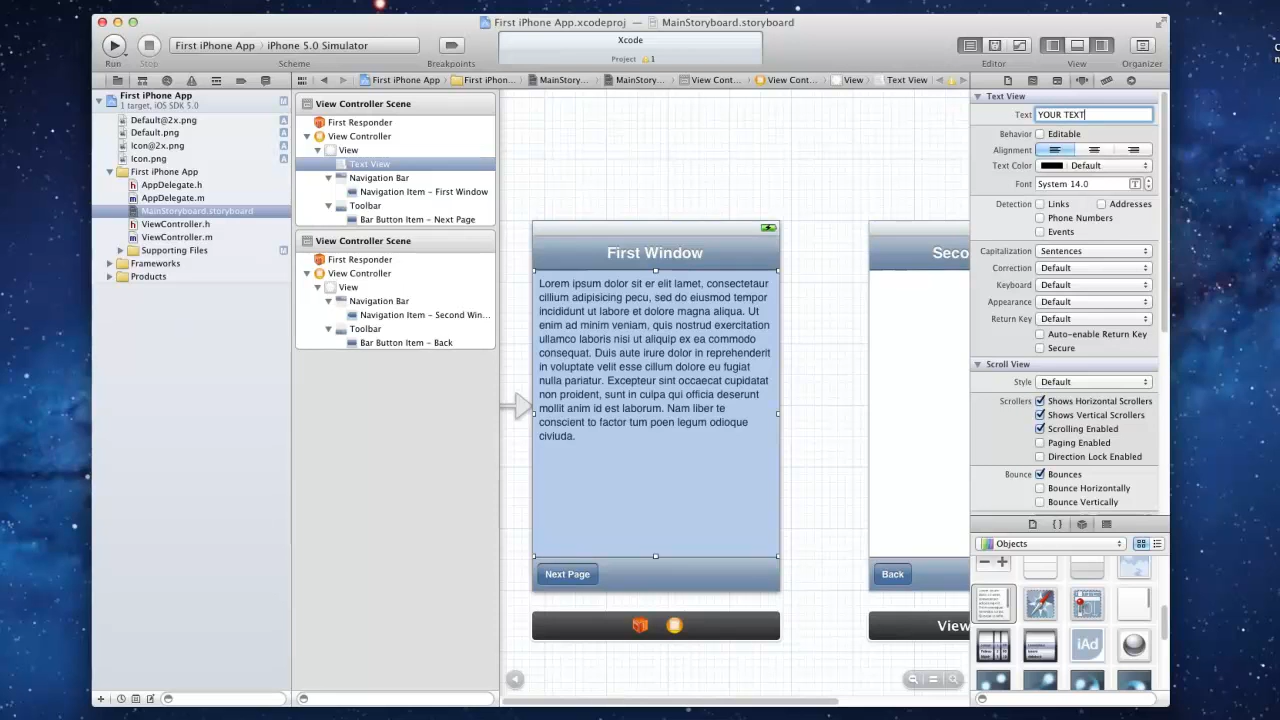 First iPhone App.xcodeproj — MainStoryboard.storyboard
First iPhone App › iPhone 5.0 Simulator
Xcode
Project 1
Run Stop Scheme Breakpoints Editor View Organizer
First iPhone App › First iPhon... › MainStory... › MainStory... › View Cont... › View Cont... › View › Text View
First iPhone App
1 target, iOS SDK 5.0
M
Default@2x.png A
Default.png A
Icon@2x.png A
Icon.png A
First iPhone App
h AppDelegate.h
m AppDelegate.m
MainStoryboard.storyboard
h ViewController.h
m ViewController.m
Supporting Files M
Frameworks
Products
View Controller Scene
First Responder
View Controller
View
Text View
Navigation Bar
Navigation Item – First Window
Toolbar
Bar Button Item – Next Page
View Controller Scene
First Responder
View Controller
View
Navigation Bar
Navigation Item – Second Win...
Toolbar
Bar Button Item – Back
First Window
Lorem ipsum dolor sit er elit lamet, consectetur
cillium adipisicing pecu, sed do eiusmod tempor
incididunt ut labore et dolore magna aliqua. Ut
enim ad minim veniam, quis nostrud exercitation
ullamco laboris nisi ut aliquip ex ea commodo
consequat. Duis aute irure dolor in reprehenderit
in voluptate velit esse cillum dolore eu fugiat
nulla pariatur. Excepteur sint occaecat cupidatat
non proident, sunt in culpa qui officia deserunt
mollit anim id est laborum. Nam liber te
conscient to factor tum poen legum odioque
civiuda.
Next Page
Seco
Back
View
Text View
Text YOUR TEXT
Behavior Editable
Alignment
Text Color Default
Font System 14.0 T
Detection Links Addresses
Phone Numbers
Events
Capitalization Sentences
Correction Default
Keyboard Default
Appearance Default
Return Key Default
Auto-enable Return Key
Secure
Scroll View
Style Default
Scrollers Shows Horizontal Scrollers
Shows Vertical Scrollers
Scrolling Enabled
Paging Enabled
Direction Lock Enabled
Bounce Bounces
Bounce Horizontally
Bounce Vertically
{ }
Objects
iAd